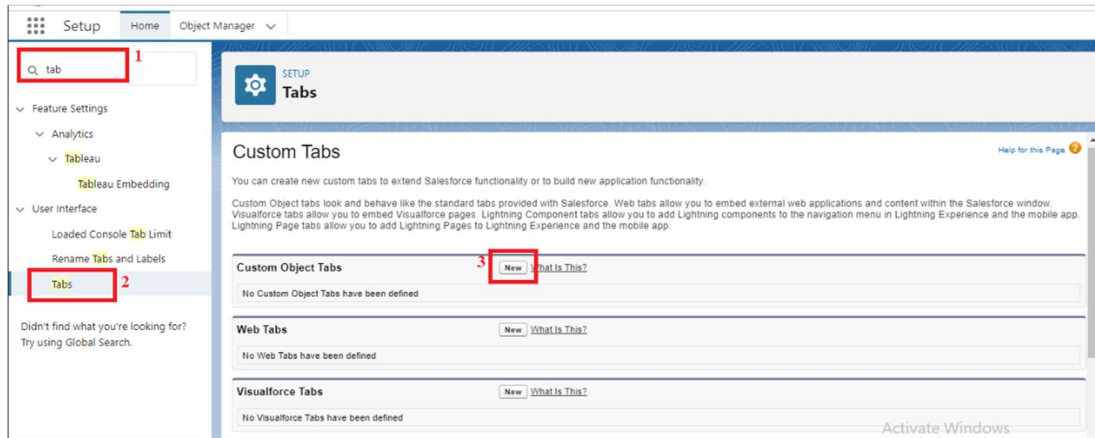 Setup Home Object Manager
tab
1
Feature Settings
Analytics
Tableau
Tableau Embedding
User Interface
Loaded Console Tab Limit
Rename Tabs and Labels
Tabs
2
Didn't find what you're looking for?
Try using Global Search.
SETUP
Tabs
Custom Tabs
Help for this Page ?
You can create new custom tabs to extend Salesforce functionality or to build new application functionality.
Custom Object tabs look and behave like the standard tabs provided with Salesforce. Web tabs allow you to embed external web applications and content within the Salesforce window.
Visualforce tabs allow you to embed Visualforce pages. Lightning Component tabs allow you to add Lightning components to the navigation menu in Lightning Experience and the mobile app.
Lightning Page tabs allow you to add Lightning Pages to Lightning Experience and the mobile app.
Custom Object Tabs 3 New What Is This?
No Custom Object Tabs have been defined
Web Tabs New What Is This?
No Web Tabs have been defined
Visualforce Tabs New What Is This?
No Visualforce Tabs have been defined
Activate Windows